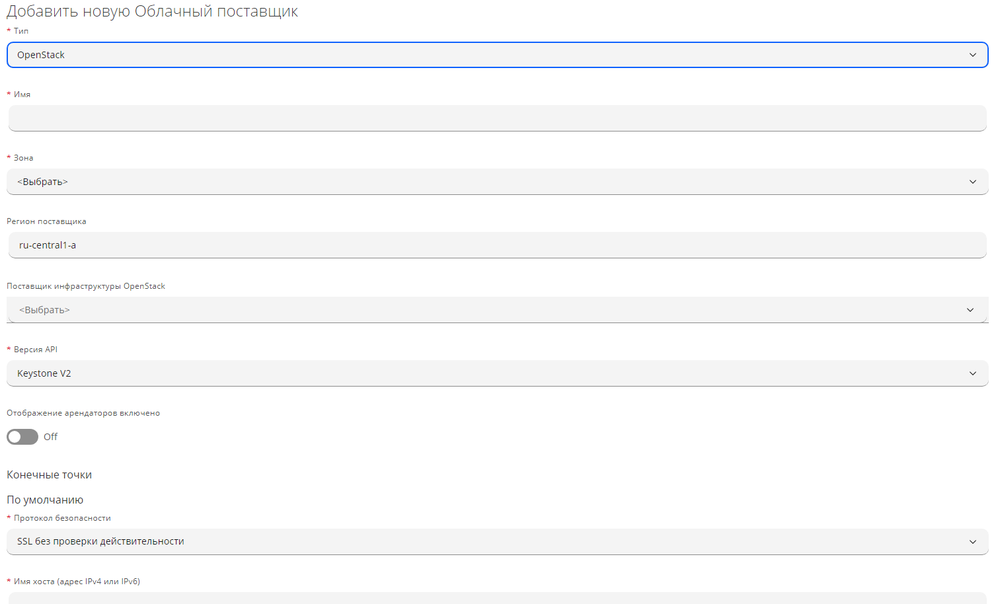 Добавить новую Облачный поставщик
* Тип
OpenStack
* Имя
* Зона
<Выбрать>
Регион поставщика
ru-central1-a
Поставщик инфраструктуры OpenStack
<Выбрать>
* Версия API
Keystone V2
Отображение арендаторов включено
Off
Конечные точки
По умолчанию
* Протокол безопасности
SSL без проверки действительности
* Имя хоста (адрес IPv4 или IPv6)